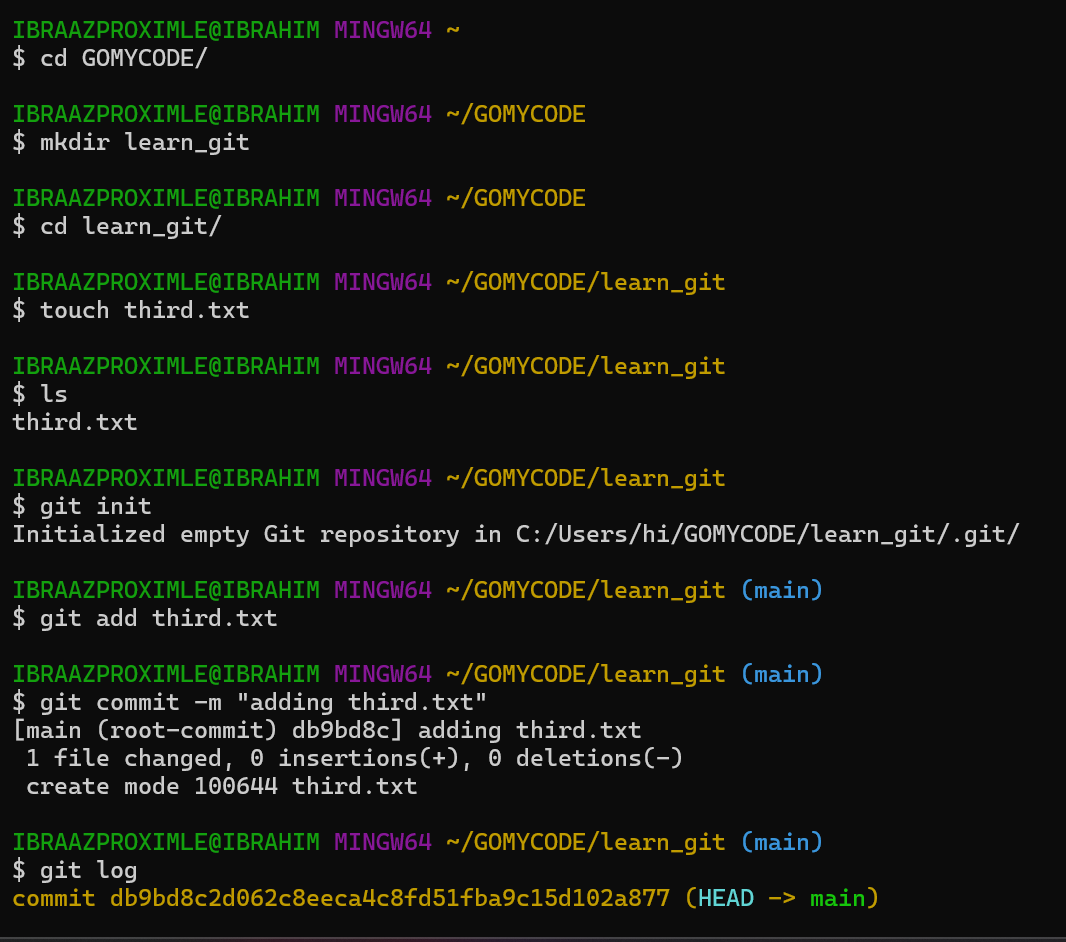 IBRAAZPROXIMLE@IBRAHIM MINGW64 ~
$ cd GOMYCODE/
IBRAAZPROXIMLE@IBRAHIM MINGW64 ~/GOMYCODE
$ mkdir learn_git
IBRAAZPROXIMLE@IBRAHIM MINGW64 ~/GOMYCODE
$ cd learn_git/
IBRAAZPROXIMLE@IBRAHIM MINGW64 ~/GOMYCODE/learn_git
$ touch third.txt
IBRAAZPROXIMLE@IBRAHIM MINGW64 ~/GOMYCODE/learn_git
$ ls
third.txt
IBRAAZPROXIMLE@IBRAHIM MINGW64 ~/GOMYCODE/learn_git
$ git init
Initialized empty Git repository in C:/Users/hi/GOMYCODE/learn_git/.git/
IBRAAZPROXIMLE@IBRAHIM MINGW64 ~/GOMYCODE/learn_git (main)
$ git add third.txt
IBRAAZPROXIMLE@IBRAHIM MINGW64 ~/GOMYCODE/learn_git (main)
$ git commit -m "adding third.txt"
[main (root-commit) db9bd8c] adding third.txt
 1 file changed, 0 insertions(+), 0 deletions(-)
 create mode 100644 third.txt
IBRAAZPROXIMLE@IBRAHIM MINGW64 ~/GOMYCODE/learn_git (main)
$ git log
commit db9bd8c2d062c8eeca4c8fd51fba9c15d102a877 (HEAD -> main)